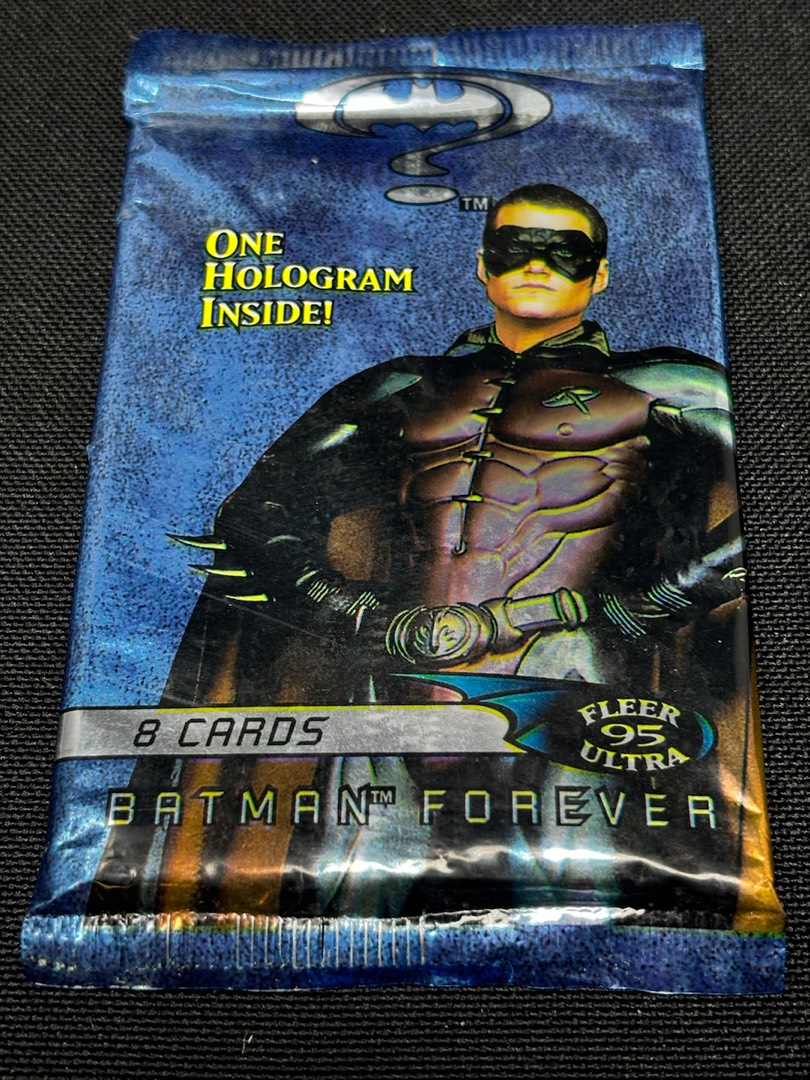 TM
ONE
HOLOGRAM
INSIDE!
R
8 CARDS
FLEER
95
ULTRA
BATMAN™ FOREVER